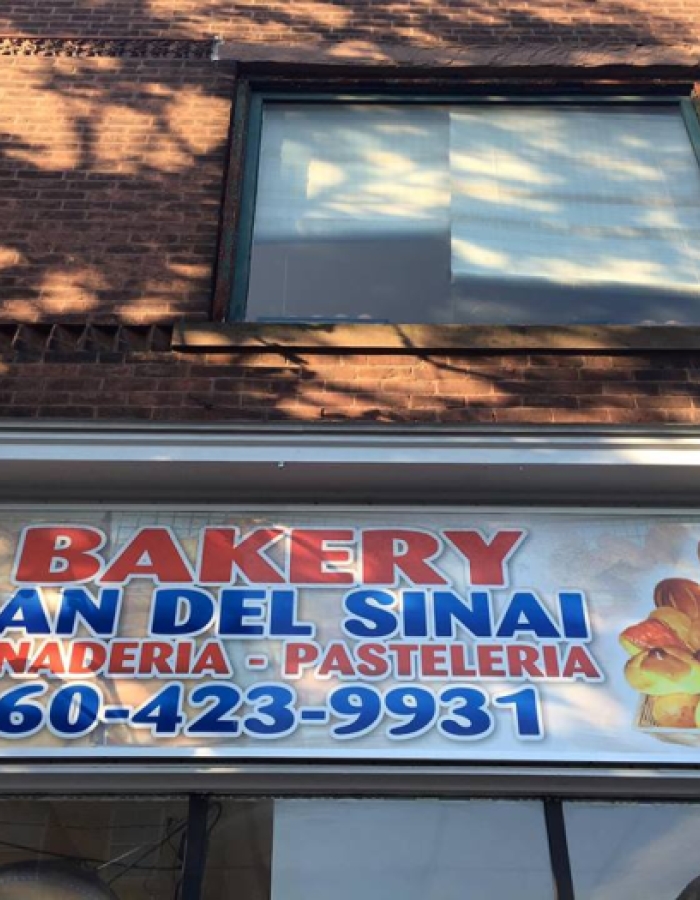 BAKERY
AN DEL SINAI
NADERIA - PASTELERIA
60-423-9931